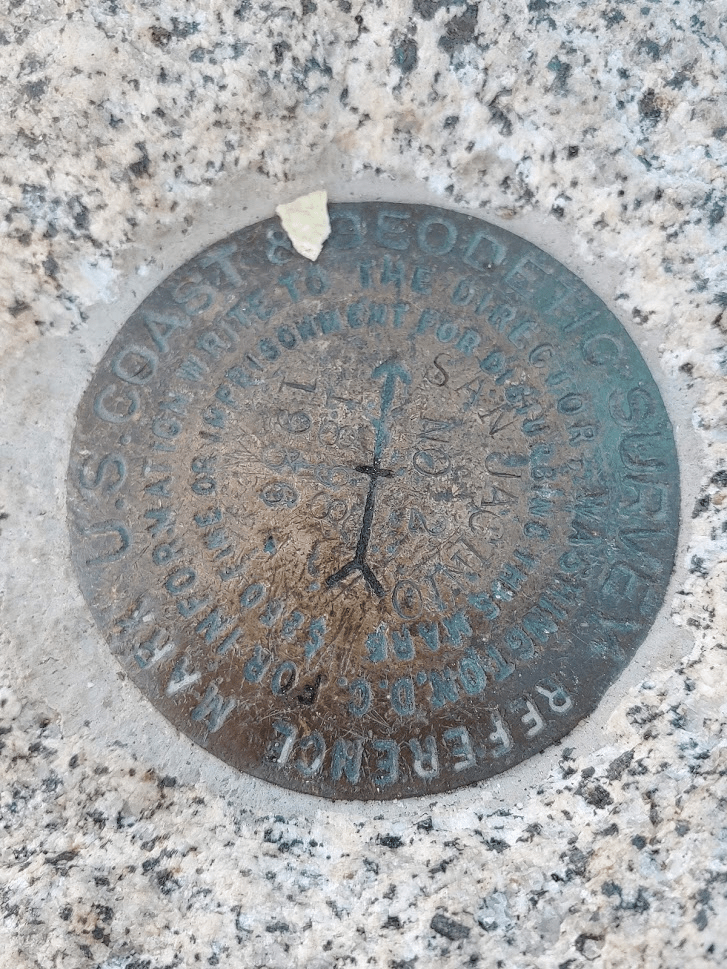 U.S. COAST & GEODETIC SURVEY
FOR INFORMATION WRITE TO THE DIRECTOR, WASHINGTON, D.C.
$250 FINE OR IMPRISONMENT FOR DISTURBING THIS MARK
SAN JACINTO
NO. 2
REFERENCE MARK